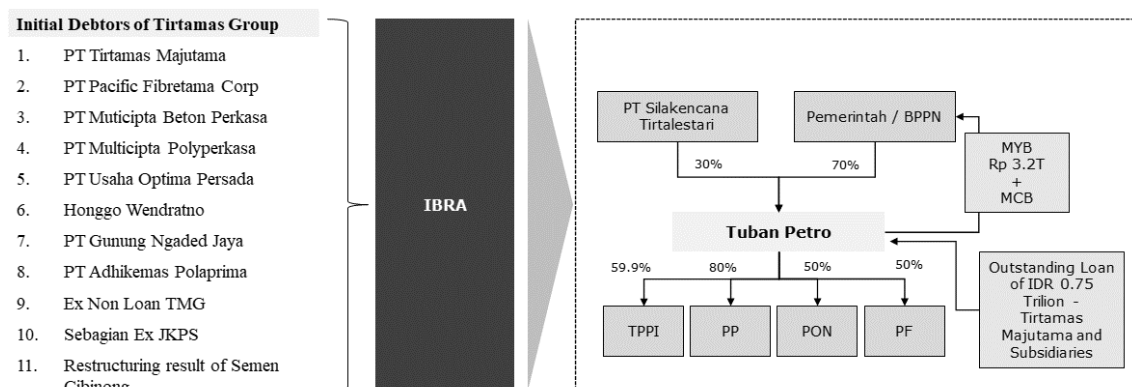 Initial Debtors of Tirtamas Group
1. PT Tirtamas Majutama
2. PT Pacific Fibretama Corp
3. PT Muticipta Beton Perkasa
4. PT Multicipta Polyperkasa
5. PT Usaha Optima Persada
6. Honggo Wendratno
7. PT Gunung Ngaded Jaya
8. PT Adhikemas Polaprima
9. Ex Non Loan TMG
10. Sebagian Ex JKPS
11. Restructuring result of Semen
Cibinong
IBRA
PT Silakencana
Tirtalestari
Pemerintah / BPPN
30%
70%
MYB
Rp 3.2T
+
MCB
Tuban Petro
59.9%
80%
50%
50%
TPPI
PP
PON
PF
Outstanding Loan
of IDR 0.75
Trilion -
Tirtamas
Majutama and
Subsidiaries